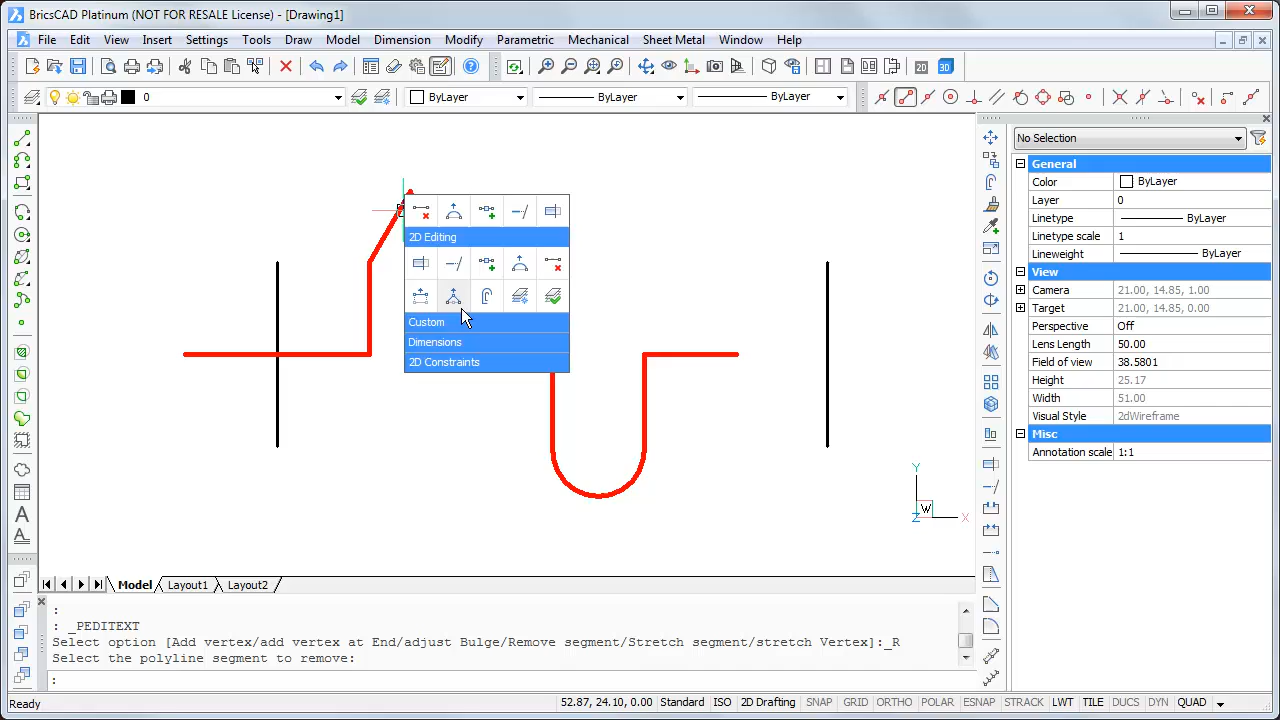 BricsCAD Platinum (NOT FOR RESALE License) - [Drawing1]
File Edit View Insert Settings Tools Draw Model Dimension Modify Parametric Mechanical Sheet Metal Window Help
2D 3D
0 ByLayer ByLayer ByLayer
No Selection
General
Color ByLayer
Layer 0
Linetype ByLayer
Linetype scale 1
Lineweight ByLayer
View
Camera 21.00, 14.85, 1.00
Target 21.00, 14.85, 0.00
Perspective Off
Lens Length 50.00
Field of view 38.5801
Height 25.17
Width 51.00
Visual Style 2dWireframe
Misc
Annotation scale 1:1
2D Editing
Custom
Dimensions
2D Constraints
Y
W
Z X
A
A
Model Layout1 Layout2
:
: _PEDITEXT
Select option [Add vertex/add vertex at End/adjust Bulge/Remove segment/Stretch segment/stretch Vertex]:_R
Select the polyline segment to remove:
:
Ready 52.87, 24.10, 0.00 Standard ISO 2D Drafting SNAP GRID ORTHO POLAR ESNAP STRACK LWT TILE DUCS DYN QUAD